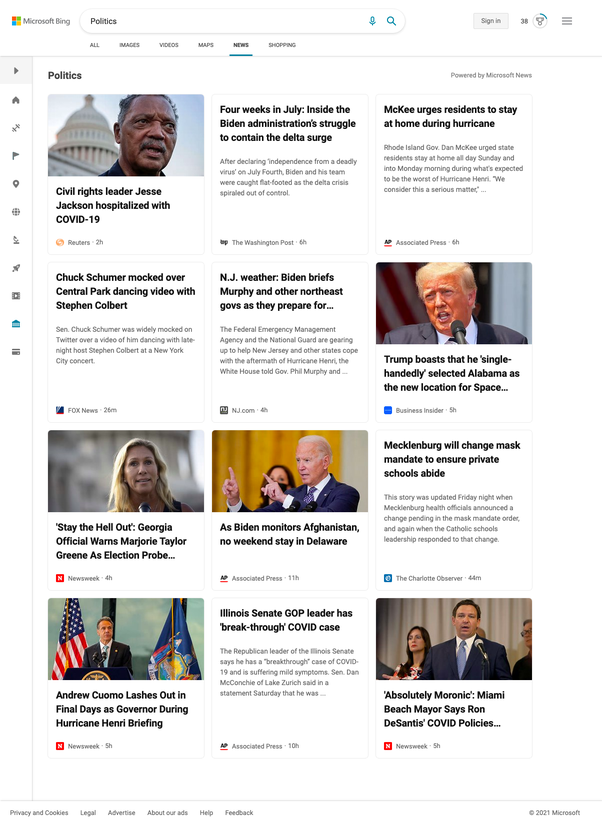 Microsoft Bing
Politics
Sign in
38
ALL
IMAGES
VIDEOS
MAPS
NEWS
SHOPPING
Politics
Powered by Microsoft News
Civil rights leader Jesse
Jackson hospitalized with
COVID-19
Reuters · 2h
Four weeks in July: Inside the
Biden administration's struggle
to contain the delta surge
After declaring 'independence from a deadly
virus' on July Fourth, Biden and his team
were caught flat-footed as the delta crisis
spiraled out of control.
wp The Washington Post · 6h
McKee urges residents to stay
at home during hurricane
Rhode Island Gov. Dan McKee urged state
residents stay at home all day Sunday and
into Monday morning during what's expected
to be the worst of Hurricane Henri. "We
consider this a serious matter," ...
AP Associated Press · 6h
Chuck Schumer mocked over
Central Park dancing video with
Stephen Colbert
Sen. Chuck Schumer was widely mocked on
Twitter over a video of him dancing with late-
night host Stephen Colbert at a New York
City concert.
FOX News · 26m
N.J. weather: Biden briefs
Murphy and other northeast
govs as they prepare for...
The Federal Emergency Management
Agency and the National Guard are gearing
up to help New Jersey and other states cope
with the aftermath of Hurricane Henri, the
White House told Gov. Phil Murphy and ...
NJ.com · 4h
Trump boasts that he 'single-
handedly' selected Alabama as
the new location for Space...
Business Insider · 5h
'Stay the Hell Out': Georgia
Official Warns Marjorie Taylor
Greene As Election Probe...
N Newsweek · 4h
As Biden monitors Afghanistan,
no weekend stay in Delaware
AP Associated Press · 11h
Mecklenburg will change mask
mandate to ensure private
schools abide
This story was updated Friday night when
Mecklenburg health officials announced a
change pending in the mask mandate order,
and again when the Catholic schools
leadership responded to that change.
The Charlotte Observer · 44m
Andrew Cuomo Lashes Out in
Final Days as Governor During
Hurricane Henri Briefing
N Newsweek · 5h
Illinois Senate GOP leader has
'break-through' COVID case
The Republican leader of the Illinois Senate
says he has a "breakthrough" case of COVID-
19 and is suffering mild symptoms. Sen. Dan
McConchie of Lake Zurich said in a
statement Saturday that he was ...
AP Associated Press · 10h
'Absolutely Moronic': Miami
Beach Mayor Says Ron
DeSantis' COVID Policies...
N Newsweek · 5h
Privacy and Cookies
Legal
Advertise
About our ads
Help
Feedback
© 2021 Microsoft